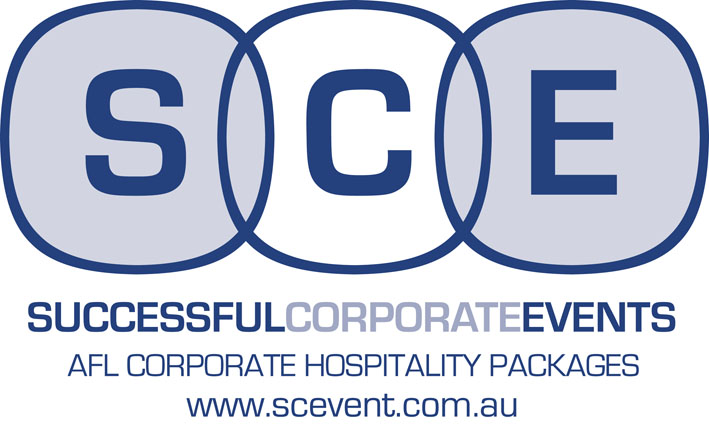 SCE
SUCCESSFULCORPORATEEVENTS
AFL CORPORATE HOSPITALITY PACKAGES
www.scevent.com.au